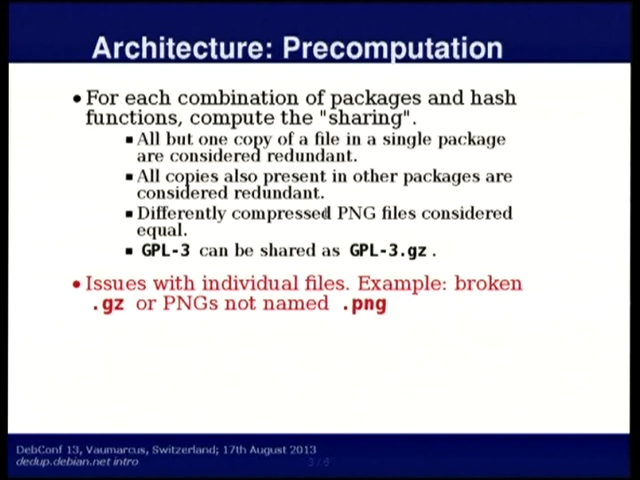 Architecture: Precomputation
• For each combination of packages and hash
functions, compute the "sharing".
▪ All but one copy of a file in a single package
are considered redundant.
▪ All copies also present in other packages are
considered redundant.
▪ Differently compressed PNG files considered
equal.
▪ GPL-3 can be shared as GPL-3.gz.
• Issues with individual files. Example: broken
.gz or PNGs not named .png
DebConf 13, Vaumarcus, Switzerland; 17th August 2013
dedup.debian.net intro